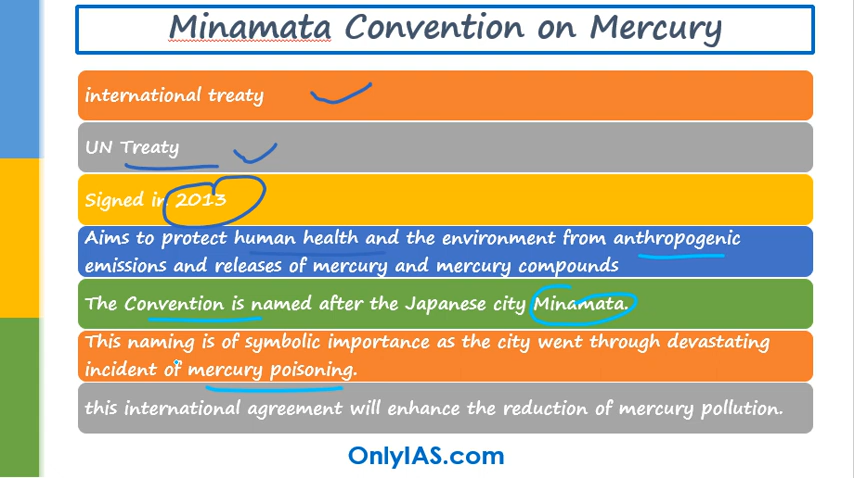 Minamata Convention on Mercury
international treaty
UN Treaty
Signed in 2013
Aims to protect human health and the environment from anthropogenic
emissions and releases of mercury and mercury compounds
The Convention is named after the Japanese city Minamata.
This naming is of symbolic importance as the city went through devastating
incident of mercury poisoning.
this international agreement will enhance the reduction of mercury pollution.
OnlyIAS.com